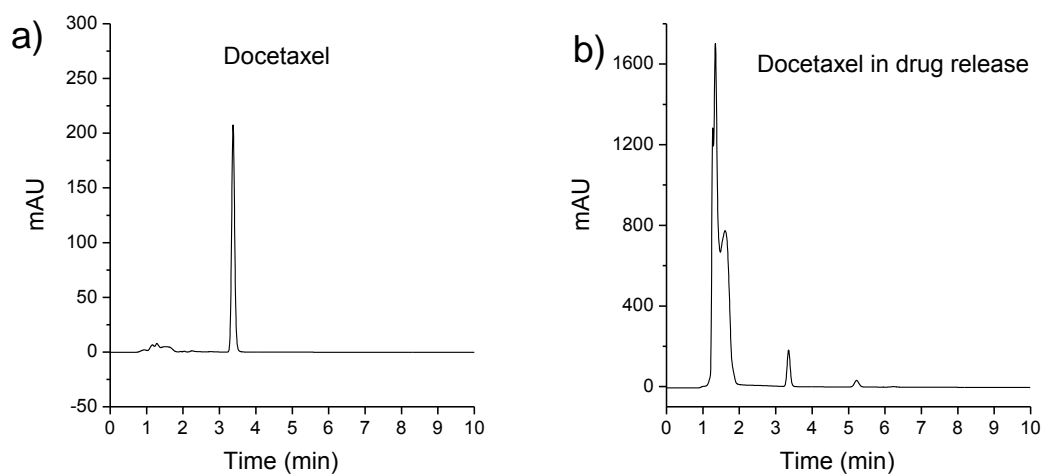 a)
Docetaxel
300
250
200
150
100
50
0
-50
mAU
0 1 2 3 4 5 6 7 8 9 10
Time (min)
b)
Docetaxel in drug release
1600
1200
800
400
0
mAU
0 1 2 3 4 5 6 7 8 9 10
Time (min)